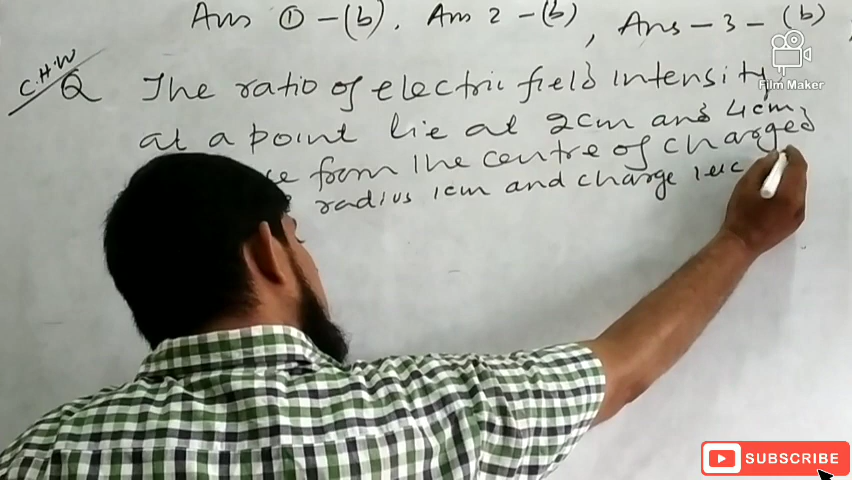 Ans ① - (b). Ans 2 - (b), Ans - 3 - (b)
C.H.W
Q The ratio of electric field intensity
at a point lie at 2cm and 4cm
from the centre of charged
radius 1cm and charge 1uc
Film Maker
SUBSCRIBE